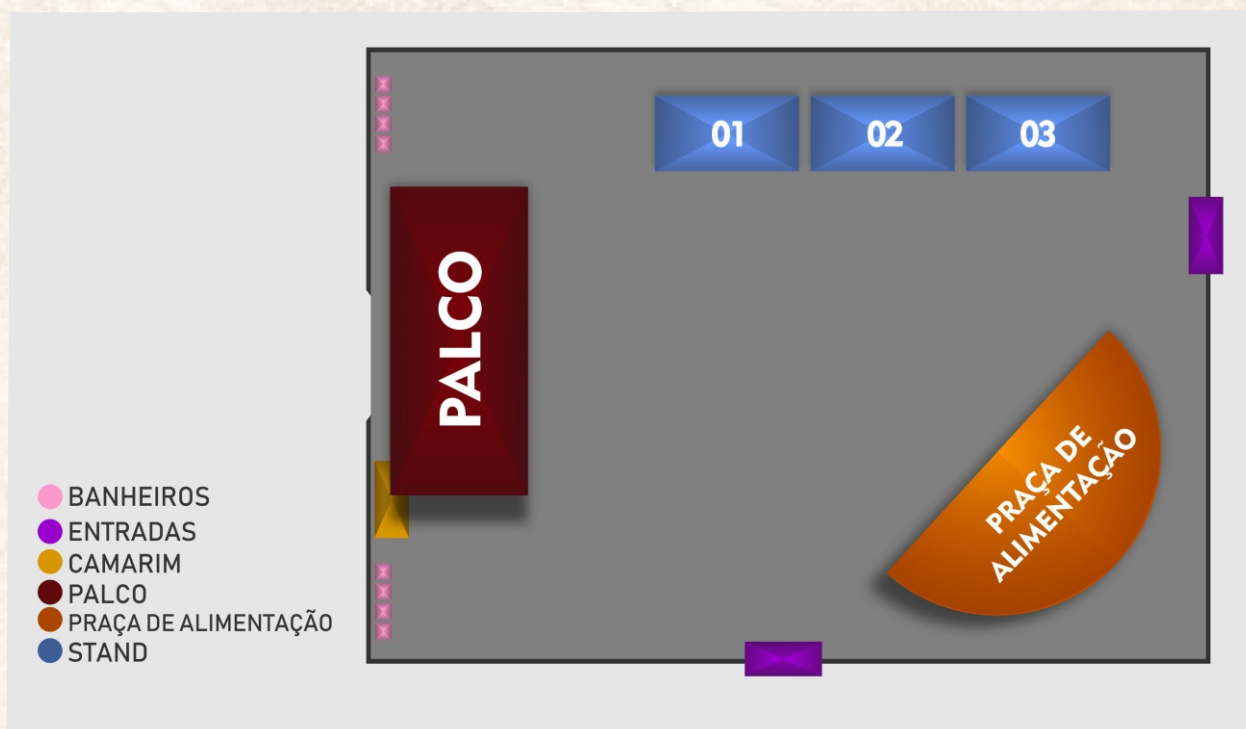 01
02
03
PALCO
PRAÇA DE
ALIMENTAÇÃO
BANHEIROS
ENTRADAS
CAMARIM
PALCO
PRAÇA DE ALIMENTAÇÃO
STAND